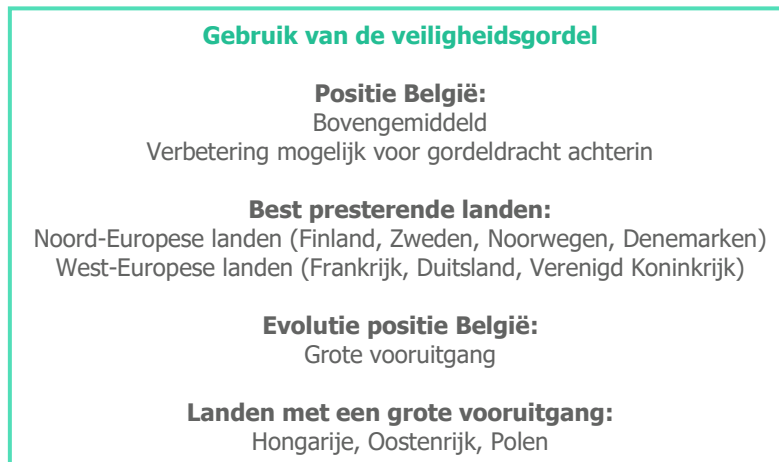 Gebruik van de veiligheidsgordel
Positie België:
Bovengemiddeld
Verbetering mogelijk voor gordeldracht achterin
Best presterende landen:
Noord-Europese landen (Finland, Zweden, Noorwegen, Denemarken)
West-Europese landen (Frankrijk, Duitsland, Verenigd Koninkrijk)
Evolutie positie België:
Grote vooruitgang
Landen met een grote vooruitgang:
Hongarije, Oostenrijk, Polen